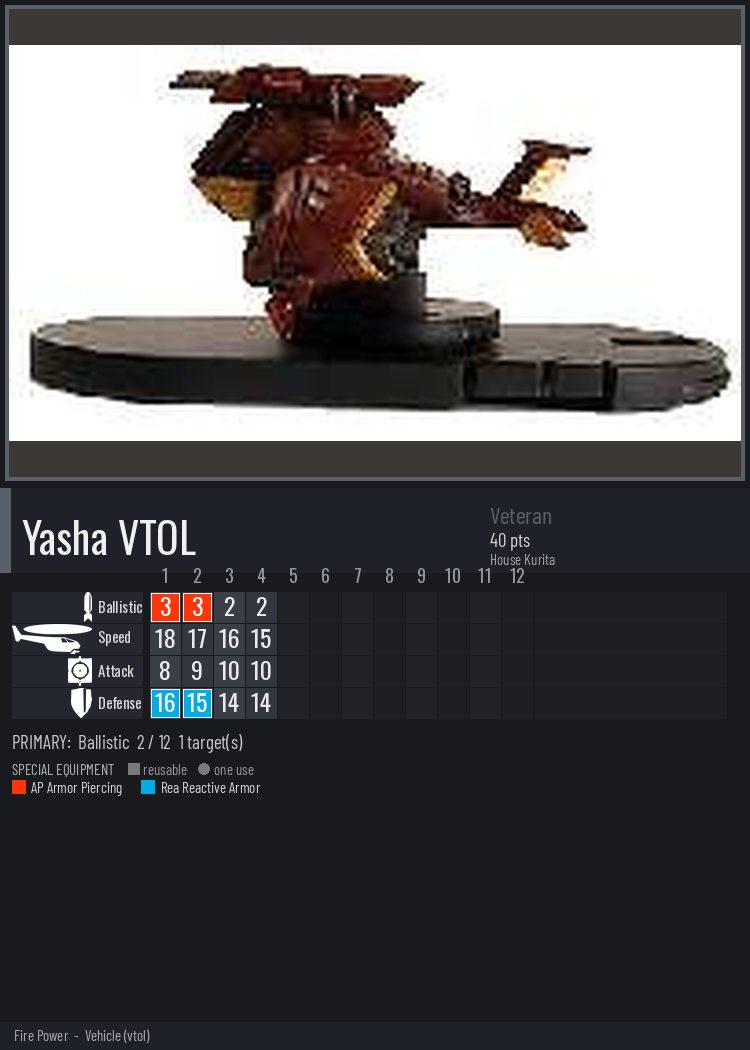 Yasha VTOL
Veteran
40 pts
House Kurita
1 2 3 4 5 6 7 8 9 10 11 12
Ballistic 3 3 2 2
Speed 18 17 16 15
Attack 8 9 10 10
Defense 16 15 14 14
PRIMARY: Ballistic 2 / 12 1 target(s)
SPECIAL EQUIPMENT reusable one use
AP Armor Piercing Rea Reactive Armor
Fire Power - Vehicle (vtol)